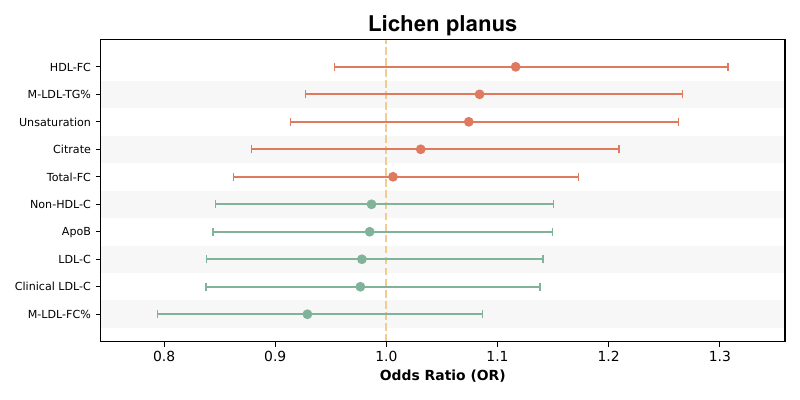 Lichen planus
HDL-FC
M-LDL-TG%
Unsaturation
Citrate
Total-FC
Non-HDL-C
ApoB
LDL-C
Clinical LDL-C
M-LDL-FC%
0.8 0.9 1.0 1.1 1.2 1.3
Odds Ratio (OR)